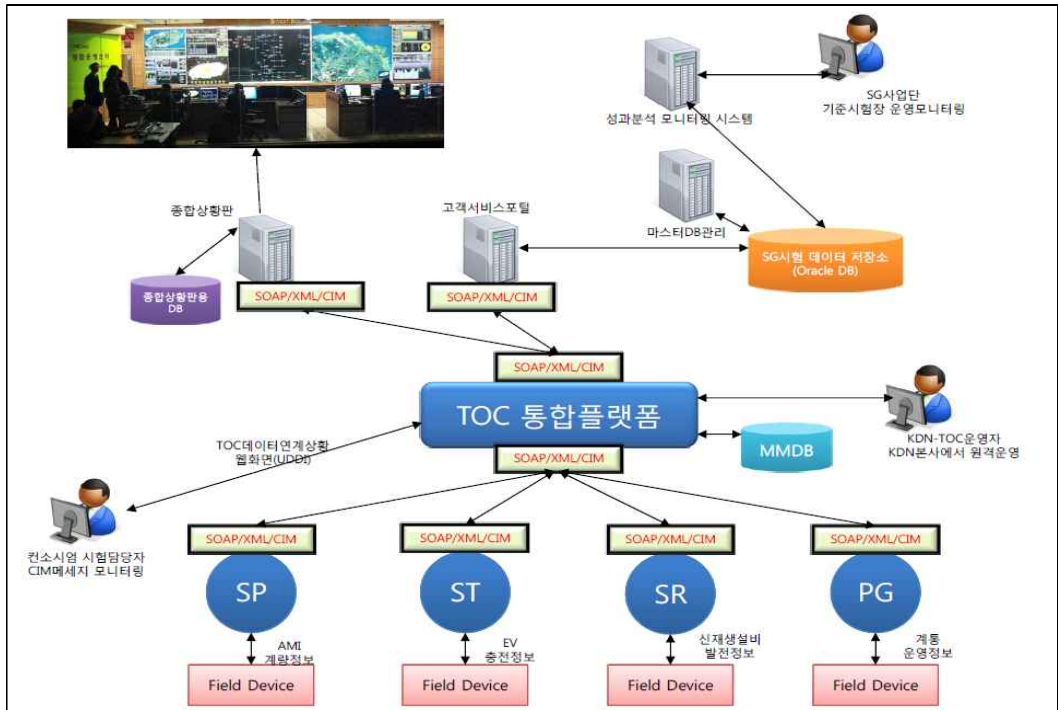 SG사업단
기준시험장 운영모니터링
성과분석 모니터링 시스템
종합상황판
고객서비스포털
마스터DB관리
SG시험 데이터 저장소
(Oracle DB)
종합상황판용
DB
SOAP/XML/CIM
SOAP/XML/CIM
SOAP/XML/CIM
TOC 통합플랫폼
SOAP/XML/CIM
MMDB
KDN-TOC운영자
KDN본사에서 원격운영
TOC데이터연계상황
웹화면(UDDI)
컨소시엄 시험담당자
CIM메세지 모니터링
SOAP/XML/CIM
SOAP/XML/CIM
SOAP/XML/CIM
SOAP/XML/CIM
SP
ST
SR
PG
AMI
계량정보
EV
충전정보
신재생설비
발전정보
계통
운영정보
Field Device
Field Device
Field Device
Field Device